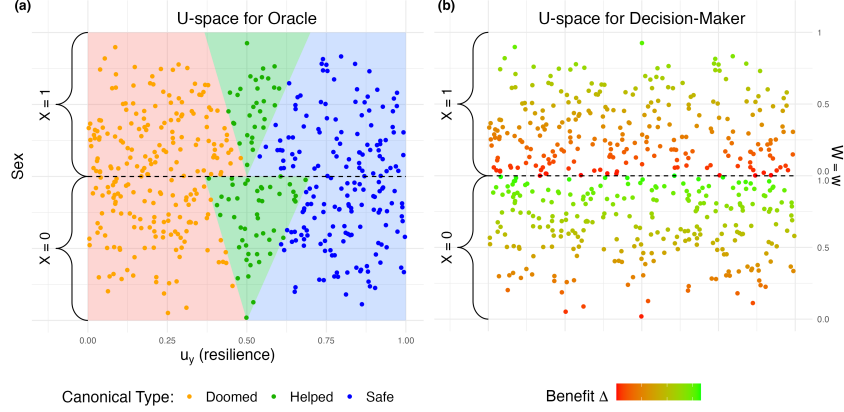 (a)
U-space for Oracle
Sex
X = 1
X = 0
0.00
0.25
0.50
0.75
1.00
u_y (resilience)
Canonical Type:
Doomed
Helped
Safe
(b)
U-space for Decision-Maker
X = 1
X = 0
1
0.5
0.0
1.0
0.5
0.0
W = w
Benefit Δ